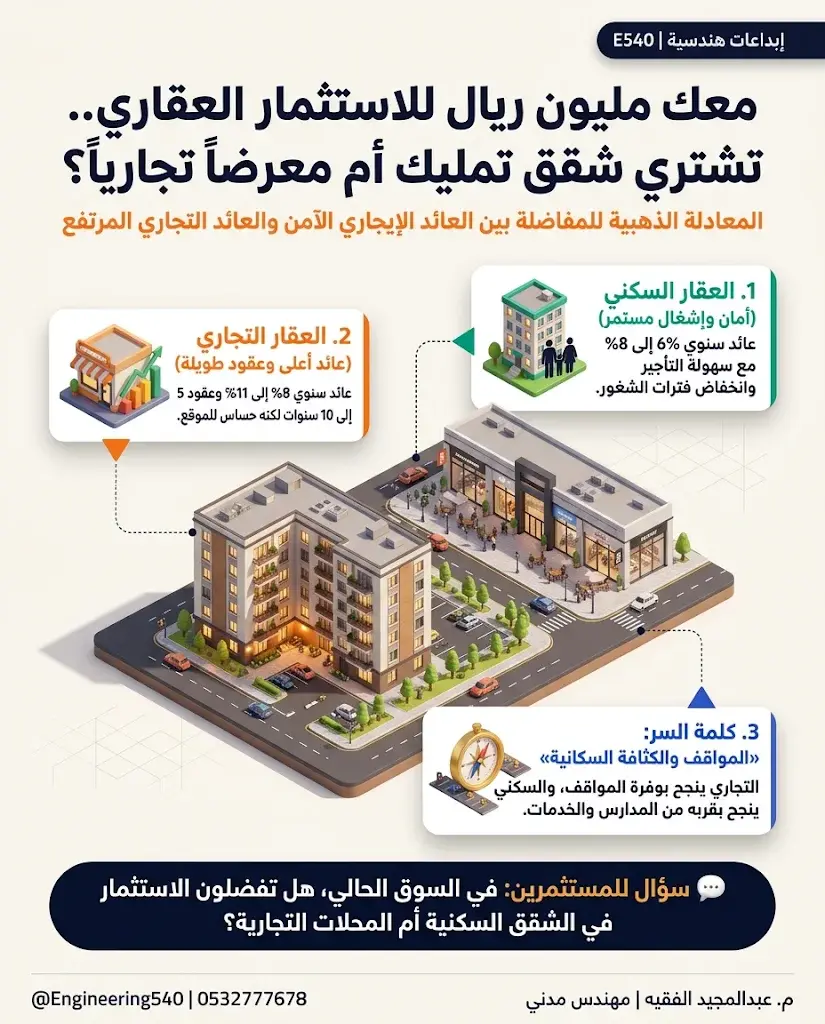 إبداعات هندسية | E540
معك مليون ريال للاستثمار العقاري..
تشتري شقق تمليك أم معرضاً تجارياً؟
المعادلة الذهبية للمفاضلة بين العائد الإيجاري الآمن والعائد التجاري المرتفع
1. العقار السكني
(أمان وإشغال مستمر)
عائد سنوي 6% إلى 8%
مع سهولة التأجير
وانخفاض فترات الشغور.
2. العقار التجاري
(عائد أعلى وعقود طويلة)
عائد سنوي 8% إلى 11% وعقود 5
إلى 10 سنوات لكنه حساس للموقع.
3. كلمة السر:
«المواقف والكثافة السكانية»
التجاري ينجح بوفرة المواقف، والسكني
ينجح بقربه من المدارس والخدمات.
سؤال للمستثمرين: في السوق الحالي، هل تفضلون الاستثمار
في الشقق السكنية أم المحلات التجارية؟
م. عبدالمجيد الفقيه | مهندس مدني
@Engineering540 | 0532777678